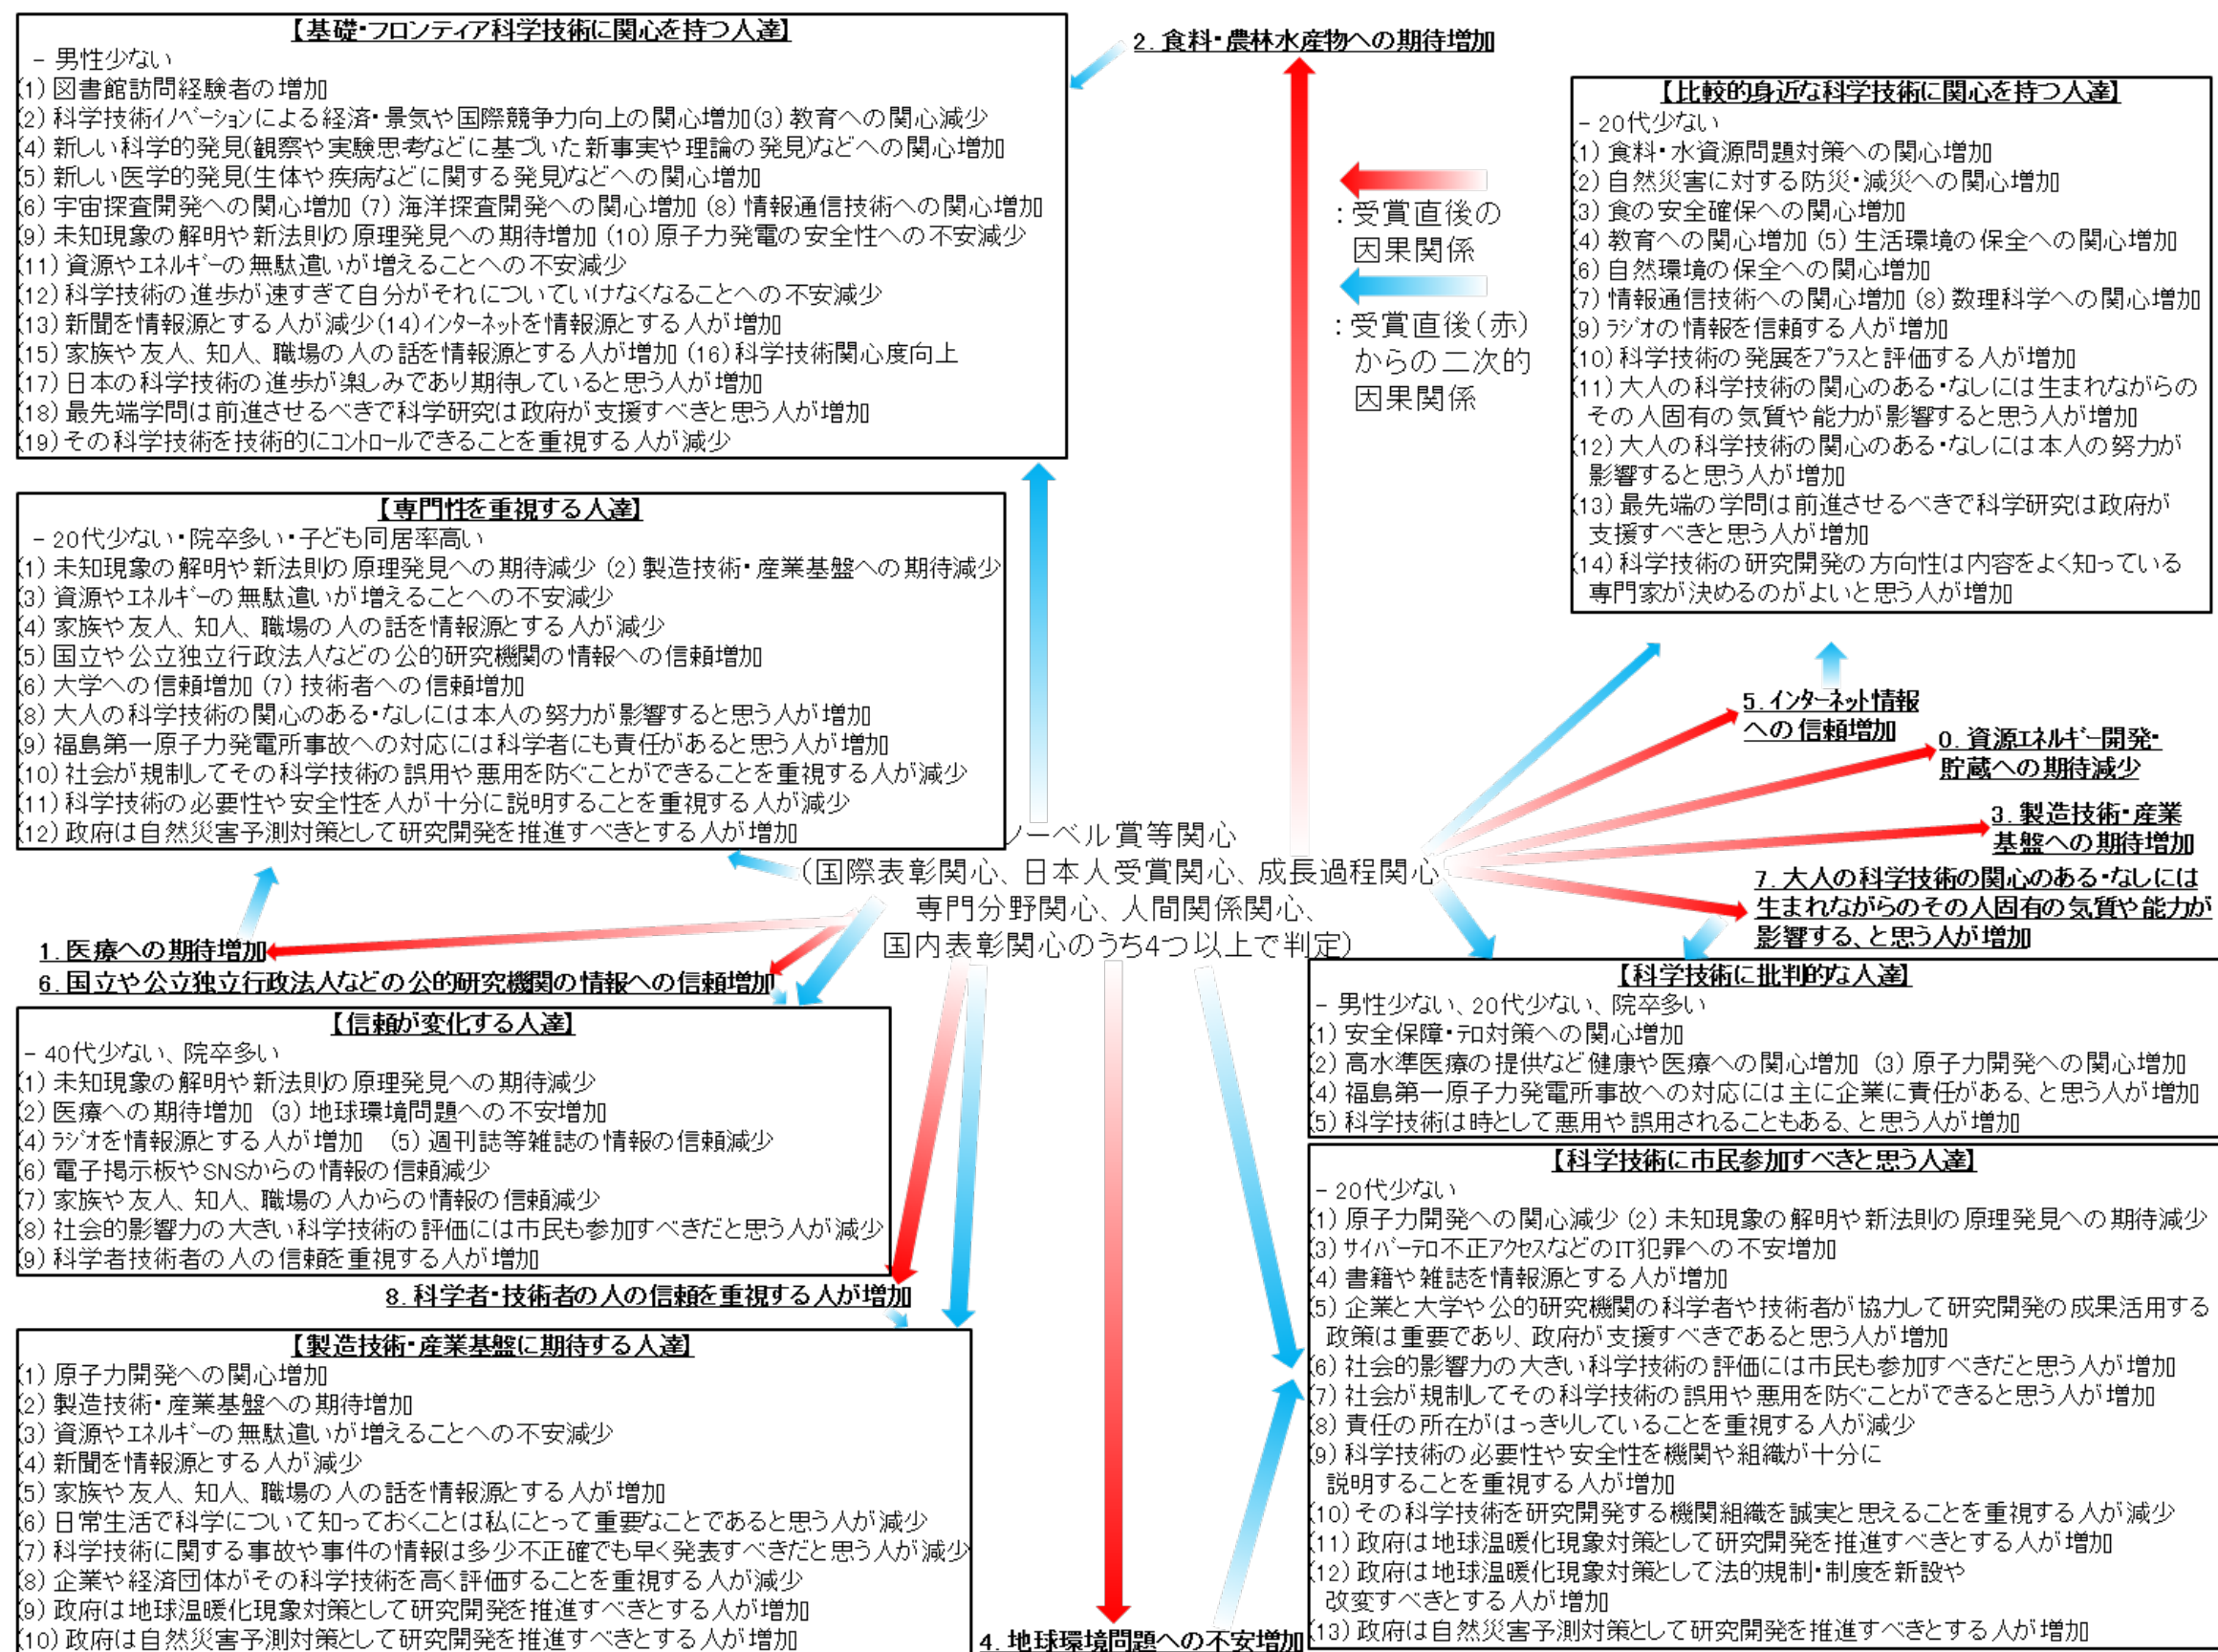 【基礎・フロンティア科学技術に関心を持つ人達】
- 男性少ない
(1) 図書館訪問経験者の増加
(2) 科学技術イノベーションによる経済・景気や国際競争力向上の関心増加(3) 教育への関心減少
(4) 新しい科学的発見(観察や実験思考などに基づいた新事実や理論の発見)などへの関心増加
(5) 新しい医学的発見(生体や疾病などに関する発見)などへの関心増加
(6) 宇宙探査開発への関心増加 (7) 海洋探査開発への関心増加 (8) 情報通信技術への関心増加
(9) 未知現象の解明や新法則の原理発見への期待増加 (10) 原子力発電の安全性への不安減少
(11) 資源やエネルギーの無駄遣いが増えることへの不安減少
(12) 科学技術の進歩が速すぎて自分がそれについていけなくなることへの不安減少
(13) 新聞を情報源とする人が減少(14)インターネットを情報源とする人が増加
(15) 家族や友人、知人、職場の人の話を情報源とする人が増加 (16) 科学技術関心度向上
(17) 日本の科学技術の進歩が楽しみであり期待していると思う人が増加
(18) 最先端学問は前進させるべきで科学研究は政府が支援すべきと思う人が増加
(19) その科学技術を技術的にコントロールできることを重視する人が減少
2. 食料・農林水産物への期待増加
:受賞直後の
因果関係
:受賞直後(赤)
からの二次的
因果関係
【比較的身近な科学技術に関心を持つ人達】
- 20代少ない
(1) 食料・水資源問題対策への関心増加
(2) 自然災害に対する防災・減災への関心増加
(3) 食の安全確保への関心増加
(4) 教育への関心増加 (5) 生活環境の保全への関心増加
(6) 自然環境の保全への関心増加
(7) 情報通信技術への関心増加 (8) 数理科学への関心増加
(9) ラジオの情報を信頼する人が増加
(10) 科学技術の発展をプラスと評価する人が増加
(11) 大人の科学技術の関心のある・なしには生まれながらの
その人固有の気質や能力が影響すると思う人が増加
(12) 大人の科学技術の関心のある・なしには本人の努力が
影響すると思う人が増加
(13) 最先端の学問は前進させるべきで科学研究は政府が
支援すべきと思う人が増加
(14) 科学技術の研究開発の方向性は内容をよく知っている
専門家が決めるのがよいと思う人が増加
【専門性を重視する人達】
- 20代少ない・院卒多い・子ども同居率高い
(1) 未知現象の解明や新法則の原理発見への期待減少 (2) 製造技術・産業基盤への期待減少
(3) 資源やエネルギーの無駄遣いが増えることへの不安減少
(4) 家族や友人、知人、職場の人の話を情報源とする人が減少
(5) 国立や公立独立行政法人などの公的研究機関の情報への信頼増加
(6) 大学への信頼増加 (7) 技術者への信頼増加
(8) 大人の科学技術の関心のある・なしには本人の努力が影響すると思う人が増加
(9) 福島第一原子力発電所事故への対応には科学者にも責任があると思う人が増加
(10) 社会が規制してその科学技術の誤用や悪用を防ぐことができることを重視する人が減少
(11) 科学技術の必要性や安全性を人が十分に説明することを重視する人が減少
(12) 政府は自然災害予測対策として研究開発を推進すべきとする人が増加
ノーベル賞等関心
(国際表彰関心、日本人受賞関心、成長過程関心
専門分野関心、人間関係関心、
国内表彰関心のうち4つ以上で判定)
5. インターネット情報
への信頼増加
0. 資源エネルギー開発・
貯蔵への期待減少
3. 製造技術・産業
基盤への期待増加
7. 大人の科学技術の関心のある・なしには
生まれながらのその人固有の気質や能力が
影響する、と思う人が増加
1. 医療への期待増加
6. 国立や公立独立行政法人などの公的研究機関の情報への信頼増加
【信頼が変化する人達】
- 40代少ない、院卒多い
(1) 未知現象の解明や新法則の原理発見への期待減少
(2) 医療への期待増加 (3) 地球環境問題への不安増加
(4) ラジオを情報源とする人が増加 (5) 週刊誌等雑誌の情報の信頼減少
(6) 電子掲示板やSNSからの情報の信頼減少
(7) 家族や友人、知人、職場の人からの情報の信頼減少
(8) 社会的影響力の大きい科学技術の評価には市民も参加すべきだと思う人が減少
(9) 科学者技術者の人の信頼を重視する人が増加
8. 科学者・技術者の人の信頼を重視する人が増加
【製造技術・産業基盤に期待する人達】
(1) 原子力開発への関心増加
(2) 製造技術・産業基盤への期待増加
(3) 資源やエネルギーの無駄遣いが増えることへの不安減少
(4) 新聞を情報源とする人が減少
(5) 家族や友人、知人、職場の人の話を情報源とする人が増加
(6) 日常生活で科学について知っておくことは私にとって重要なことであると思う人が減少
(7) 科学技術に関する事故や事件の情報は多少不正確でも早く発表すべきだと思う人が減少
(8) 企業や経済団体がその科学技術を高く評価することを重視する人が減少
(9) 政府は地球温暖化現象対策として研究開発を推進すべきとする人が増加
(10) 政府は自然災害予測対策として研究開発を推進すべきとする人が増加
4. 地球環境問題への不安増加
【科学技術に批判的な人達】
- 男性少ない、20代少ない、院卒多い
(1) 安全保障・テロ対策への関心増加
(2) 高水準医療の提供など健康や医療への関心増加 (3) 原子力開発への関心増加
(4) 福島第一原子力発電所事故への対応には主に企業に責任がある、と思う人が増加
(5) 科学技術は時として悪用や誤用されることもある、と思う人が増加
【科学技術に市民参加すべきと思う人達】
- 20代少ない
(1) 原子力開発への関心減少 (2) 未知現象の解明や新法則の原理発見への期待減少
(3) サイバーテロ不正アクセスなどのIT犯罪への不安増加
(4) 書籍や雑誌を情報源とする人が増加
(5) 企業と大学や公的研究機関の科学者や技術者が協力して研究開発の成果活用する
政策は重要であり、政府が支援すべきであると思う人が増加
(6) 社会的影響力の大きい科学技術の評価には市民も参加すべきだと思う人が増加
(7) 社会が規制してその科学技術の誤用や悪用を防ぐことができると思う人が増加
(8) 責任の所在がはっきりしていることを重視する人が減少
(9) 科学技術の必要性や安全性を機関や組織が十分に
説明することを重視する人が増加
(10) その科学技術を研究開発する機関組織を誠実と思えることを重視する人が減少
(11) 政府は地球温暖化現象対策として研究開発を推進すべきとする人が増加
(12) 政府は地球温暖化現象対策として法的規制・制度を新設や
改変すべきとする人が増加
(13) 政府は自然災害予測対策として研究開発を推進すべきとする人が増加